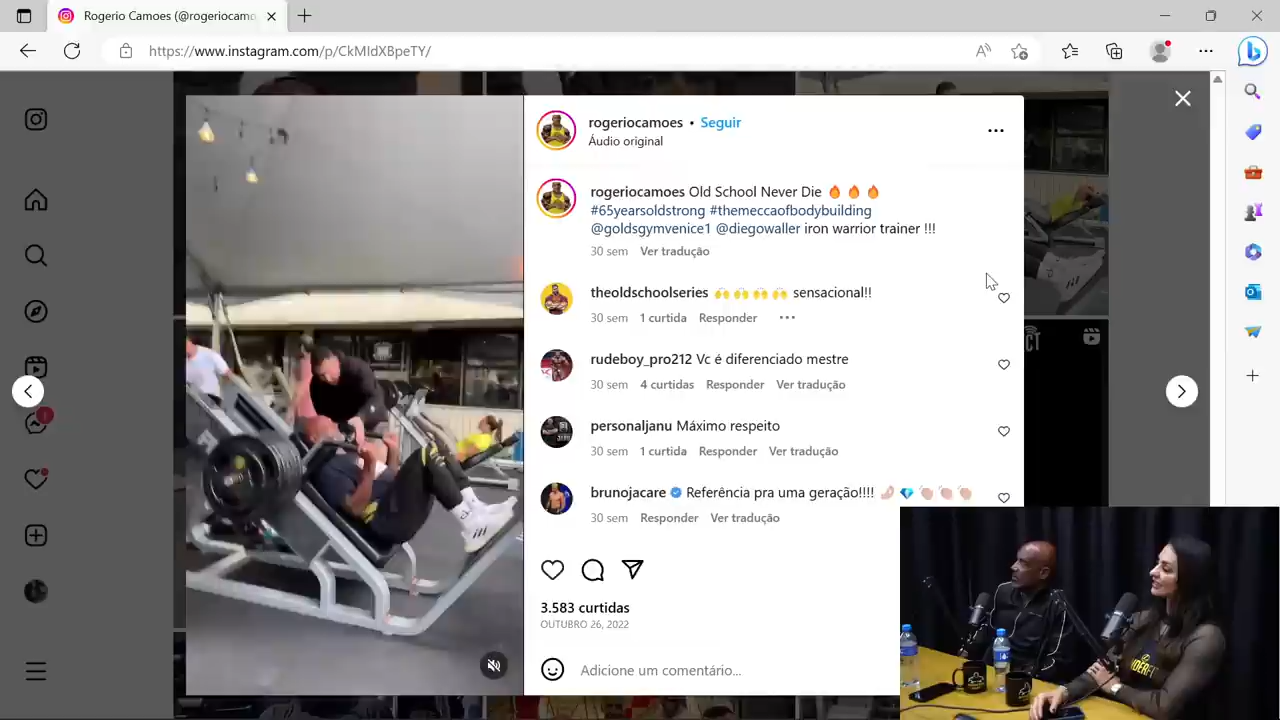 Rogerio Camoes (@rogeriocamo
https://www.instagram.com/p/CkMIdXBpeTY/
rogeriocamoes • Seguir
Áudio original
rogeriocamoes Old School Never Die 🔥 🔥 🔥
#65yearsoldstrong #themeccaofbodybuilding
@goldsgymvenice1 @diegowaller iron warrior trainer !!!
30 sem Ver tradução
theoldschoolseries 🙌 🙌 🙌 🙌 sensacional!!
30 sem 1 curtida Responder ...
rudeboy_pro212 Vc é diferenciado mestre
30 sem 4 curtidas Responder Ver tradução
personaljanu Máximo respeito
30 sem 1 curtida Responder Ver tradução
brunojacare Referência pra uma geração!!!! 💪🏼 💎 👏🏼 👏🏼 👏🏼
30 sem Responder Ver tradução
3.583 curtidas
OUTUBRO 26, 2022
Adicione um comentário...